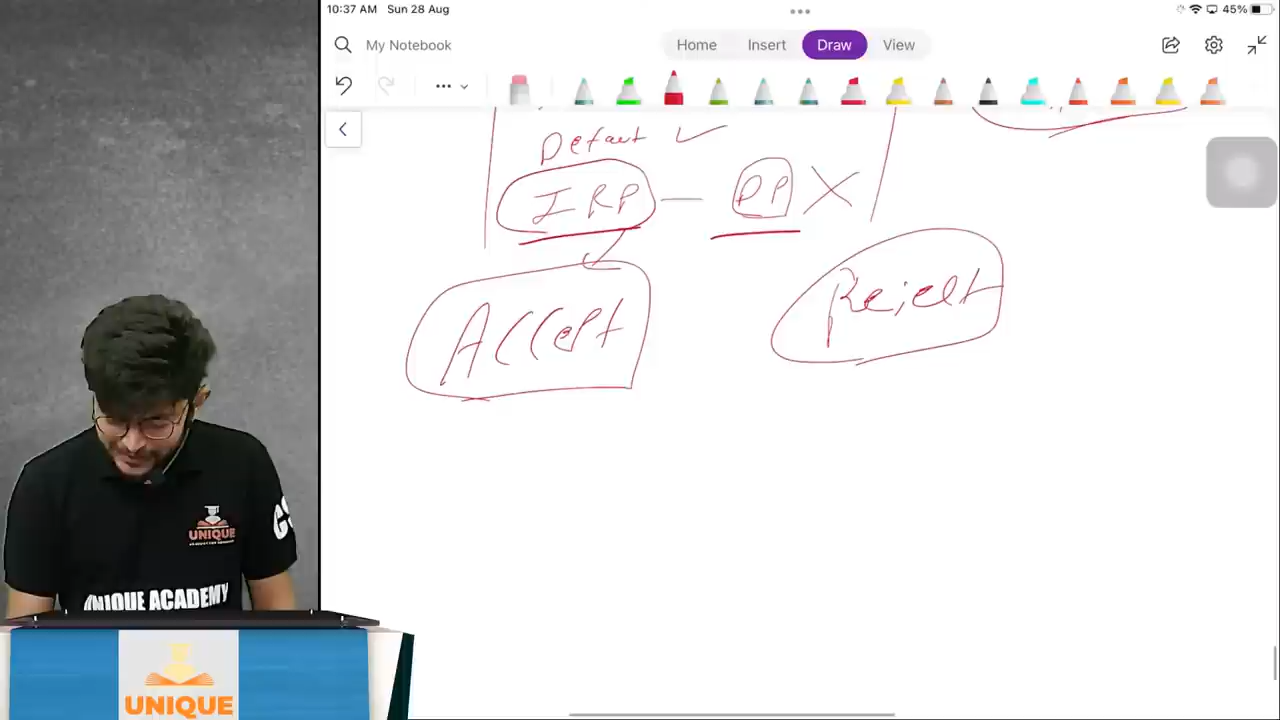 10:37 AM Sun 28 Aug
45%
My Notebook
Home Insert Draw View
Default
IRP — PP
Accept
Reject
UNIQUE
UNIQUE ACADEMY
UNIQUE